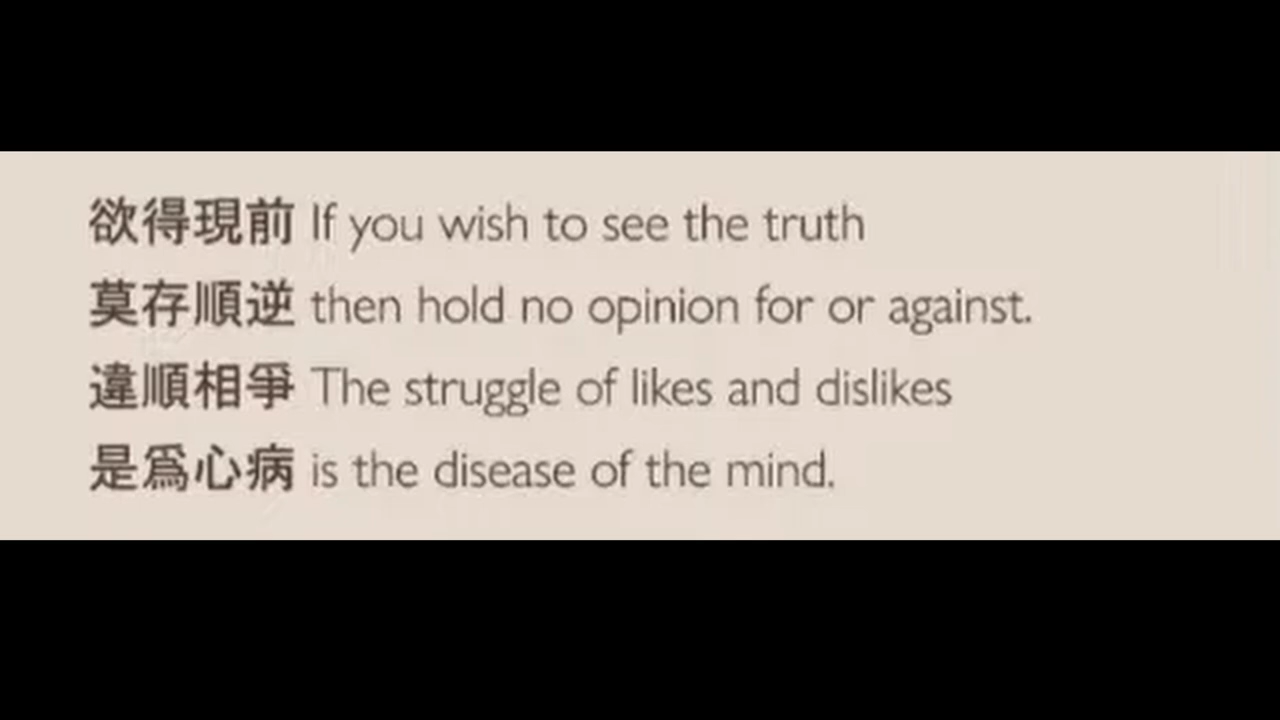 欲得現前 If you wish to see the truth
莫存順逆 then hold no opinion for or against.
違順相爭 The struggle of likes and dislikes
是爲心病 is the disease of the mind.